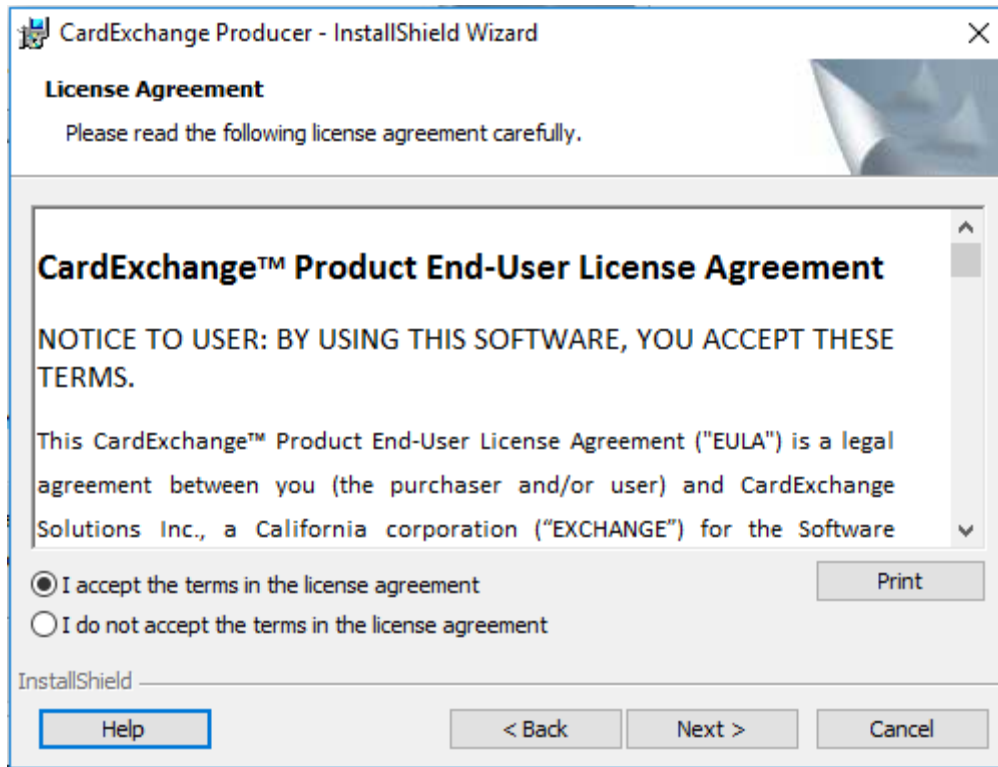 CardExchange Producer - InstallShield Wizard
License Agreement
Please read the following license agreement carefully.
CardExchange™ Product End-User License Agreement
NOTICE TO USER: BY USING THIS SOFTWARE, YOU ACCEPT THESE
TERMS.
This CardExchange™ Product End-User License Agreement ("EULA") is a legal
agreement between you (the purchaser and/or user) and CardExchange
Solutions Inc., a California corporation (“EXCHANGE”) for the Software
I accept the terms in the license agreement
Print
I do not accept the terms in the license agreement
InstallShield
Help
< Back
Next >
Cancel